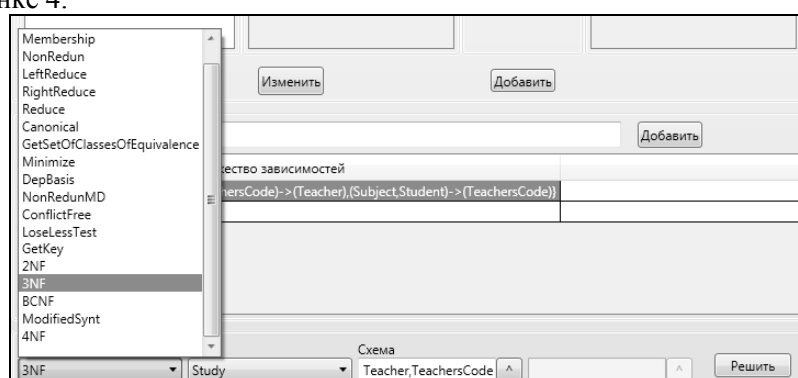 нке 4.
Membership
NonRedun
LeftReduce
RightReduce
Reduce
Canonical
GetSetOfClassesOfEquivalence
Minimize
DepBasis
NonRedunMD
ConflictFree
LoseLessTest
GetKey
2NF
3NF
BCNF
ModifiedSynt
4NF
Изменить
Добавить
Добавить
ество зависимостей
ersCode)->(Teacher),(Subject,Student)->(TeachersCode)}
Схема
3NF
Study
Teacher,TeachersCode
^
^
Решить